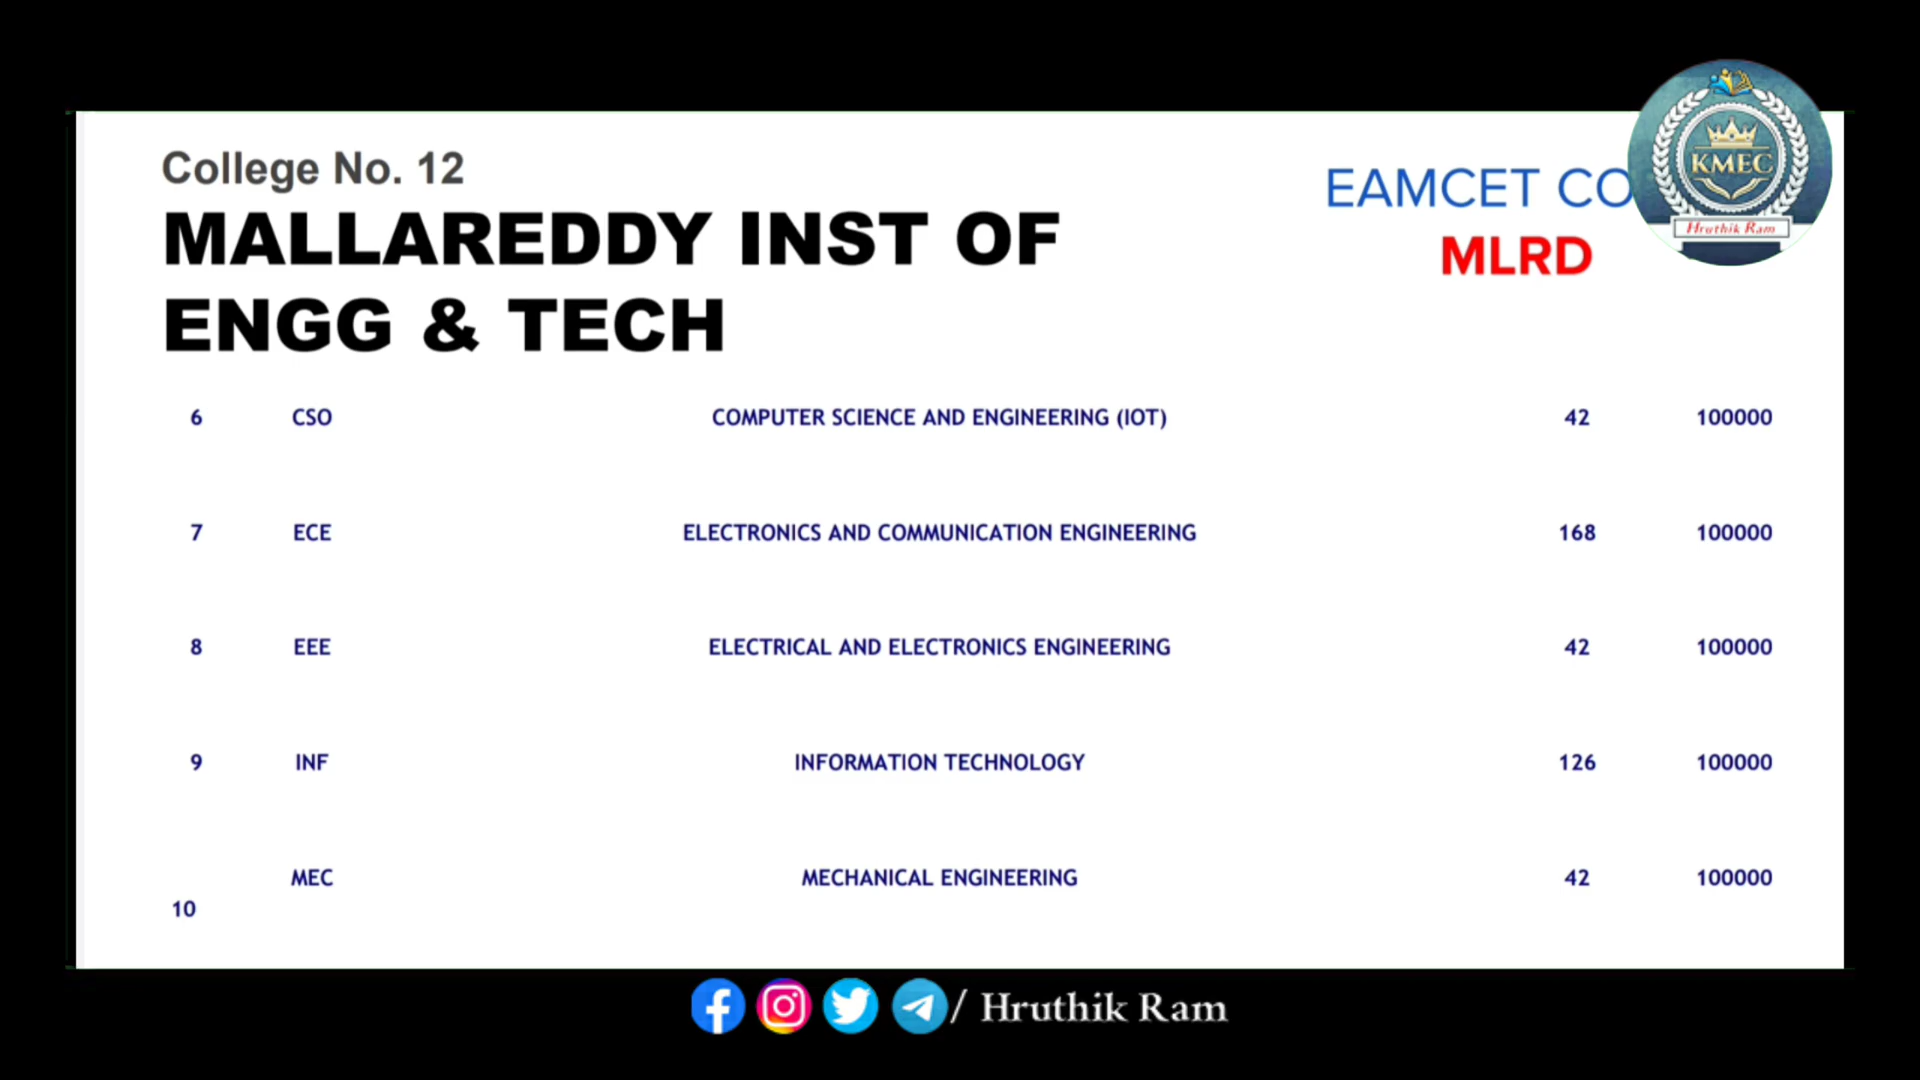 College No. 12
MALLAREDDY INST OF
ENGG & TECH
EAMCET CO
MLRD
KMEC
Hruthik Ram
6 CSO COMPUTER SCIENCE AND ENGINEERING (IOT) 42 100000
7 ECE ELECTRONICS AND COMMUNICATION ENGINEERING 168 100000
8 EEE ELECTRICAL AND ELECTRONICS ENGINEERING 42 100000
9 INF INFORMATION TECHNOLOGY 126 100000
MEC MECHANICAL ENGINEERING 42 100000
10
/ Hruthik Ram